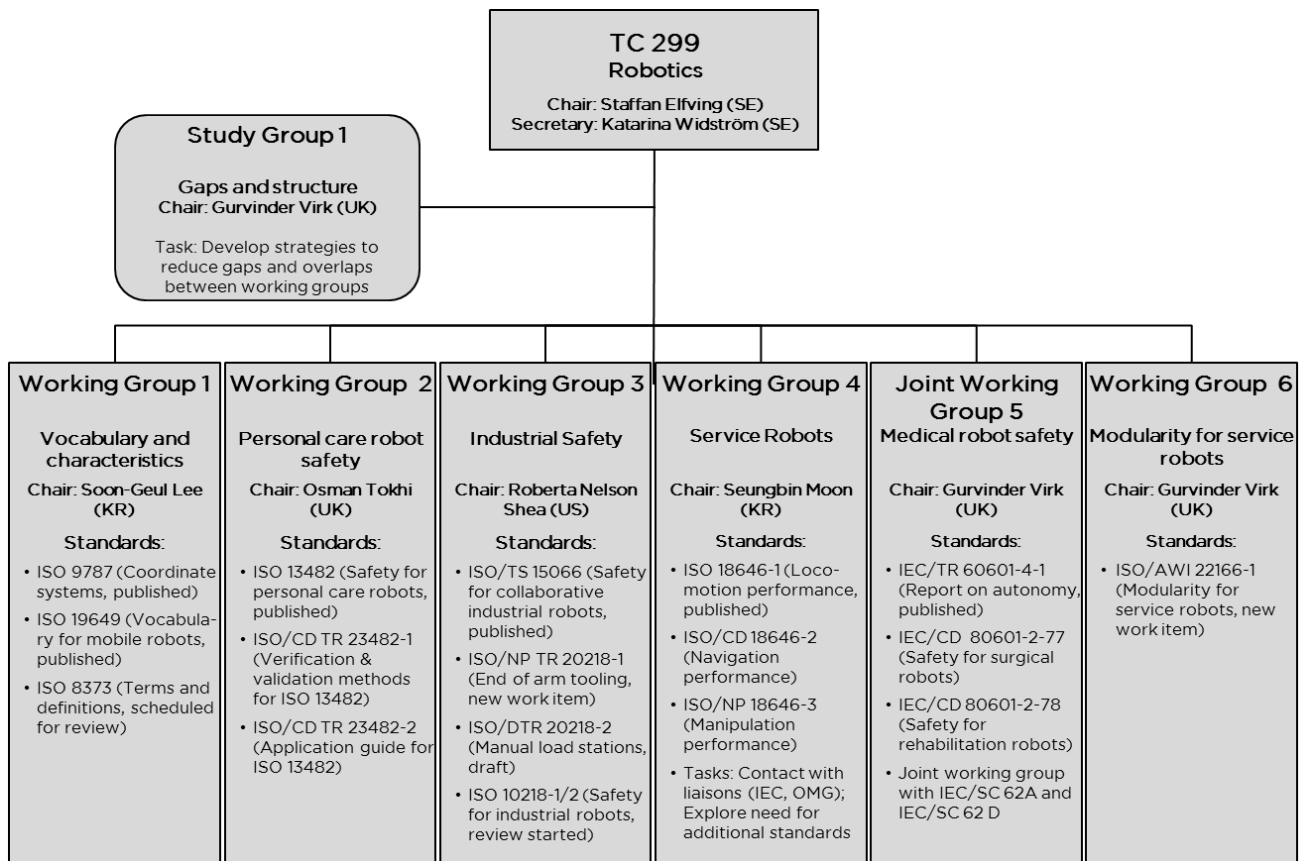 TC 299
Robotics
Chair: Staffan Elfving (SE)
Secretary: Katarina Widström (SE)
Study Group 1
Gaps and structure
Chair: Gurvinder Virk (UK)
Task: Develop strategies to
reduce gaps and overlaps
between working groups
Working Group 1
Vocabulary and
characteristics
Chair: Soon-Geul Lee
(KR)
Standards:
• ISO 9787 (Coordinate
systems, published)
• ISO 19649 (Vocabula-
ry for mobile robots,
published)
• ISO 8373 (Terms and
definitions, scheduled
for review)
Working Group 2
Personal care robot
safety
Chair: Osman Tokhi
(UK)
Standards:
• ISO 13482 (Safety for
personal care robots,
published)
• ISO/CD TR 23482-1
(Verification &
validation methods
for ISO 13482)
• ISO/CD TR 23482-2
(Application guide for
ISO 13482)
Working Group 3
Industrial Safety
Chair: Roberta Nelson
Shea (US)
Standards:
• ISO/TS 15066 (Safety
for collaborative
industrial robots,
published)
• ISO/NP TR 20218-1
(End of arm tooling,
new work item)
• ISO/DTR 20218-2
(Manual load stations,
draft)
• ISO 10218-1/2 (Safety
for industrial robots,
review started)
Working Group 4
Service Robots
Chair: Seungbin Moon
(KR)
Standards:
• ISO 18646-1 (Loco-
motion performance,
published)
• ISO/CD 18646-2
(Navigation
performance)
• ISO/NP 18646-3
(Manipulation
performance)
• Tasks: Contact with
liaisons (IEC, OMG);
Explore need for
additional standards
Joint Working
Group 5
Medical robot safety
Chair: Gurvinder Virk
(UK)
Standards:
• IEC/TR 60601-4-1
(Report on autonomy,
published)
• IEC/CD 80601-2-77
(Safety for surgical
robots)
• IEC/CD 80601-2-78
(Safety for
rehabilitation robots)
• Joint working group
with IEC/SC 62A and
IEC/SC 62 D
Working Group 6
Modularity for service
robots
Chair: Gurvinder Virk
(UK)
Standards:
• ISO/AWI 22166-1
(Modularity for
service robots, new
work item)